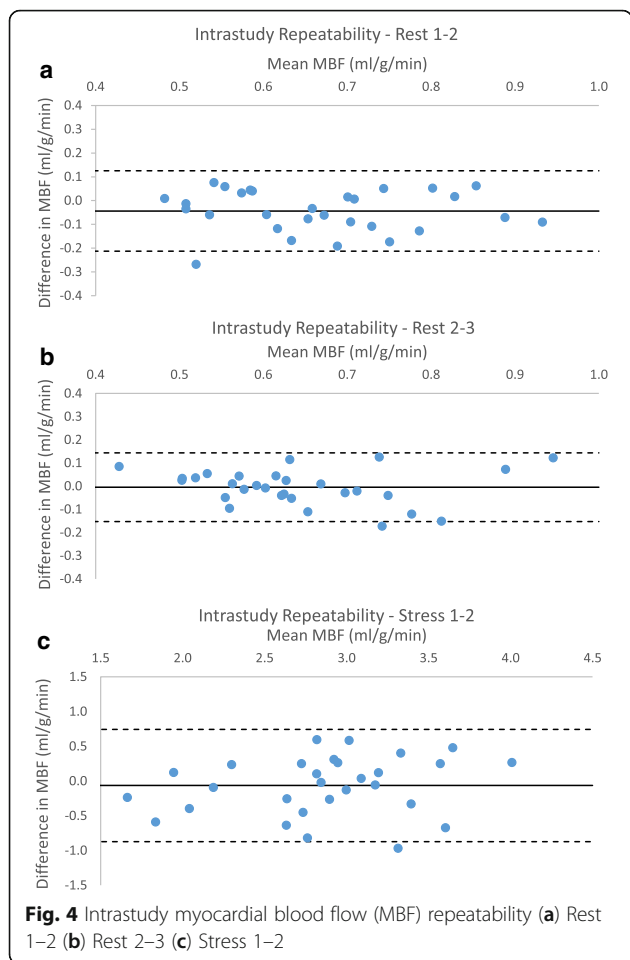 Intrastudy Repeatability - Rest 1-2
a
Mean MBF (ml/g/min)
0.4 0.5 0.6 0.7 0.8 0.9 1.0
Difference in MBF (ml/g/min)
0.4
0.3
0.2
0.1
0.0
-0.1
-0.2
-0.3
-0.4
Intrastudy Repeatability - Rest 2-3
b
Mean MBF (ml/g/min)
0.4 0.5 0.6 0.7 0.8 0.9 1.0
Difference in MBF (ml/g/min)
0.4
0.3
0.2
0.1
0.0
-0.1
-0.2
-0.3
-0.4
Intrastudy Repeatability - Stress 1-2
c
Mean MBF (ml/g/min)
1.5 2.0 2.5 3.0 3.5 4.0 4.5
Difference in MBF (ml/g/min)
1.5
1.0
0.5
0.0
-0.5
-1.0
-1.5
Fig. 4 Intrastudy myocardial blood flow (MBF) repeatability (a) Rest
1–2 (b) Rest 2–3 (c) Stress 1–2